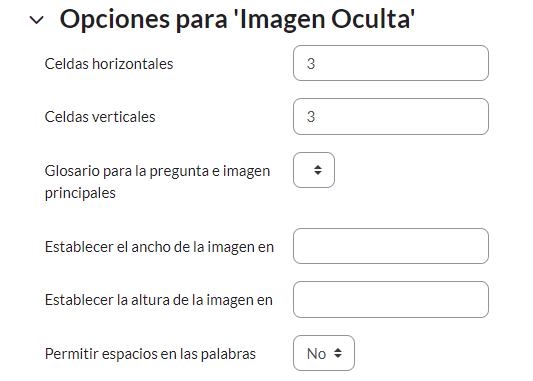 Opciones para 'Imagen Oculta'
Celdas horizontales 3
Celdas verticales 3
Glosario para la pregunta e imagen
principales
Establecer el ancho de la imagen en
Establecer la altura de la imagen en
Permitir espacios en las palabras No